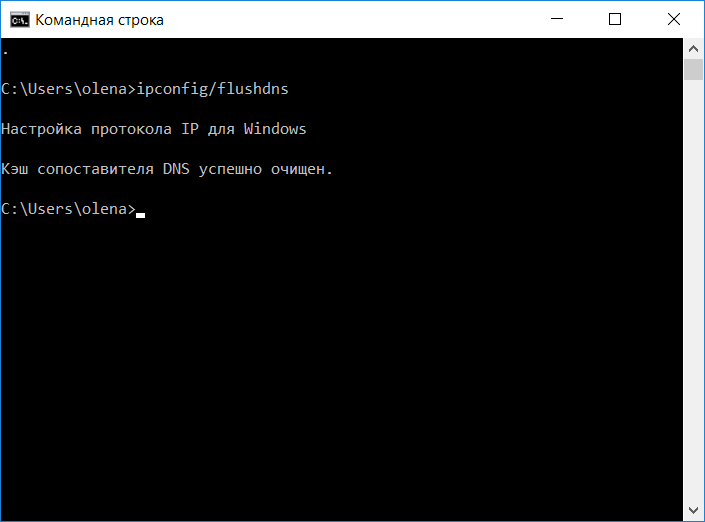 Командная строка
.
C:\Users\olena>ipconfig/flushdns
Настройка протокола IP для Windows
Кэш сопоставителя DNS успешно очищен.
C:\Users\olena>